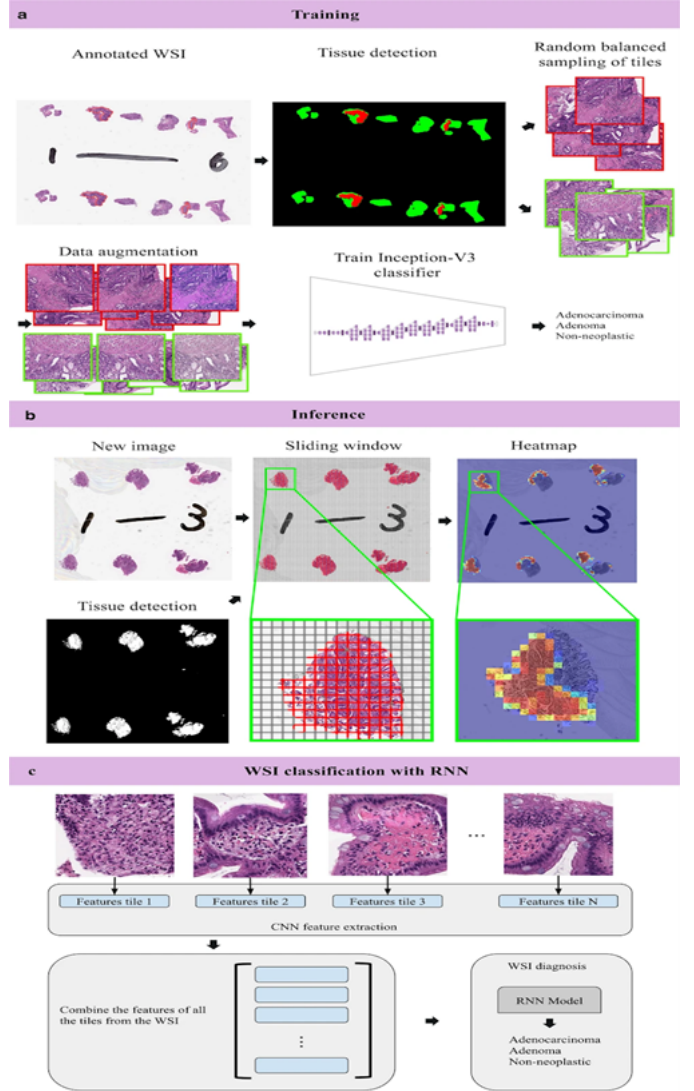 a
Training
Annotated WSI
Tissue detection
Random balanced
sampling of tiles
1 — 6
Data augmentation
Train Inception-V3
classifier
Adenocarcinoma
Adenoma
Non-neoplastic
b
Inference
New image
Sliding window
Heatmap
1 — 3
1 — 3
1 — 3
Tissue detection
c
WSI classification with RNN
...
Features tile 1
Features tile 2
Features tile 3
Features tile N
CNN feature extraction
Combine the features of all
the tiles from the WSI
...
WSI diagnosis
RNN Model
Adenocarcinoma
Adenoma
Non-neoplastic